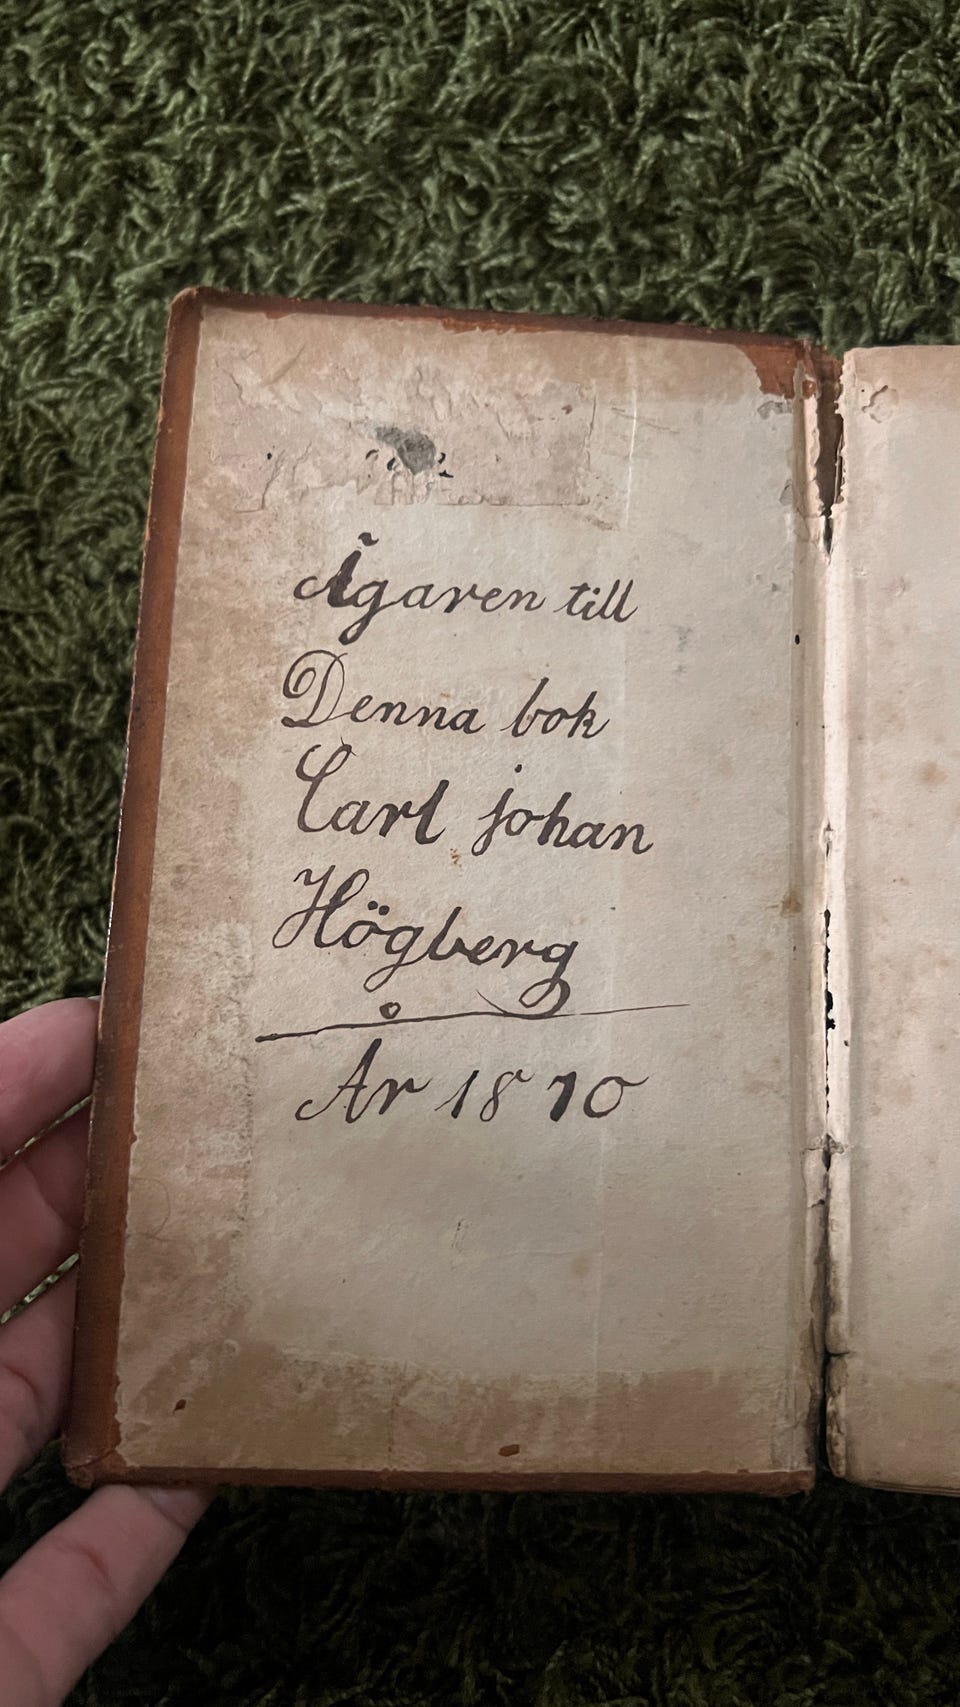 Ägaren till
Denna bok
Carl johan
Högberg
År 1870